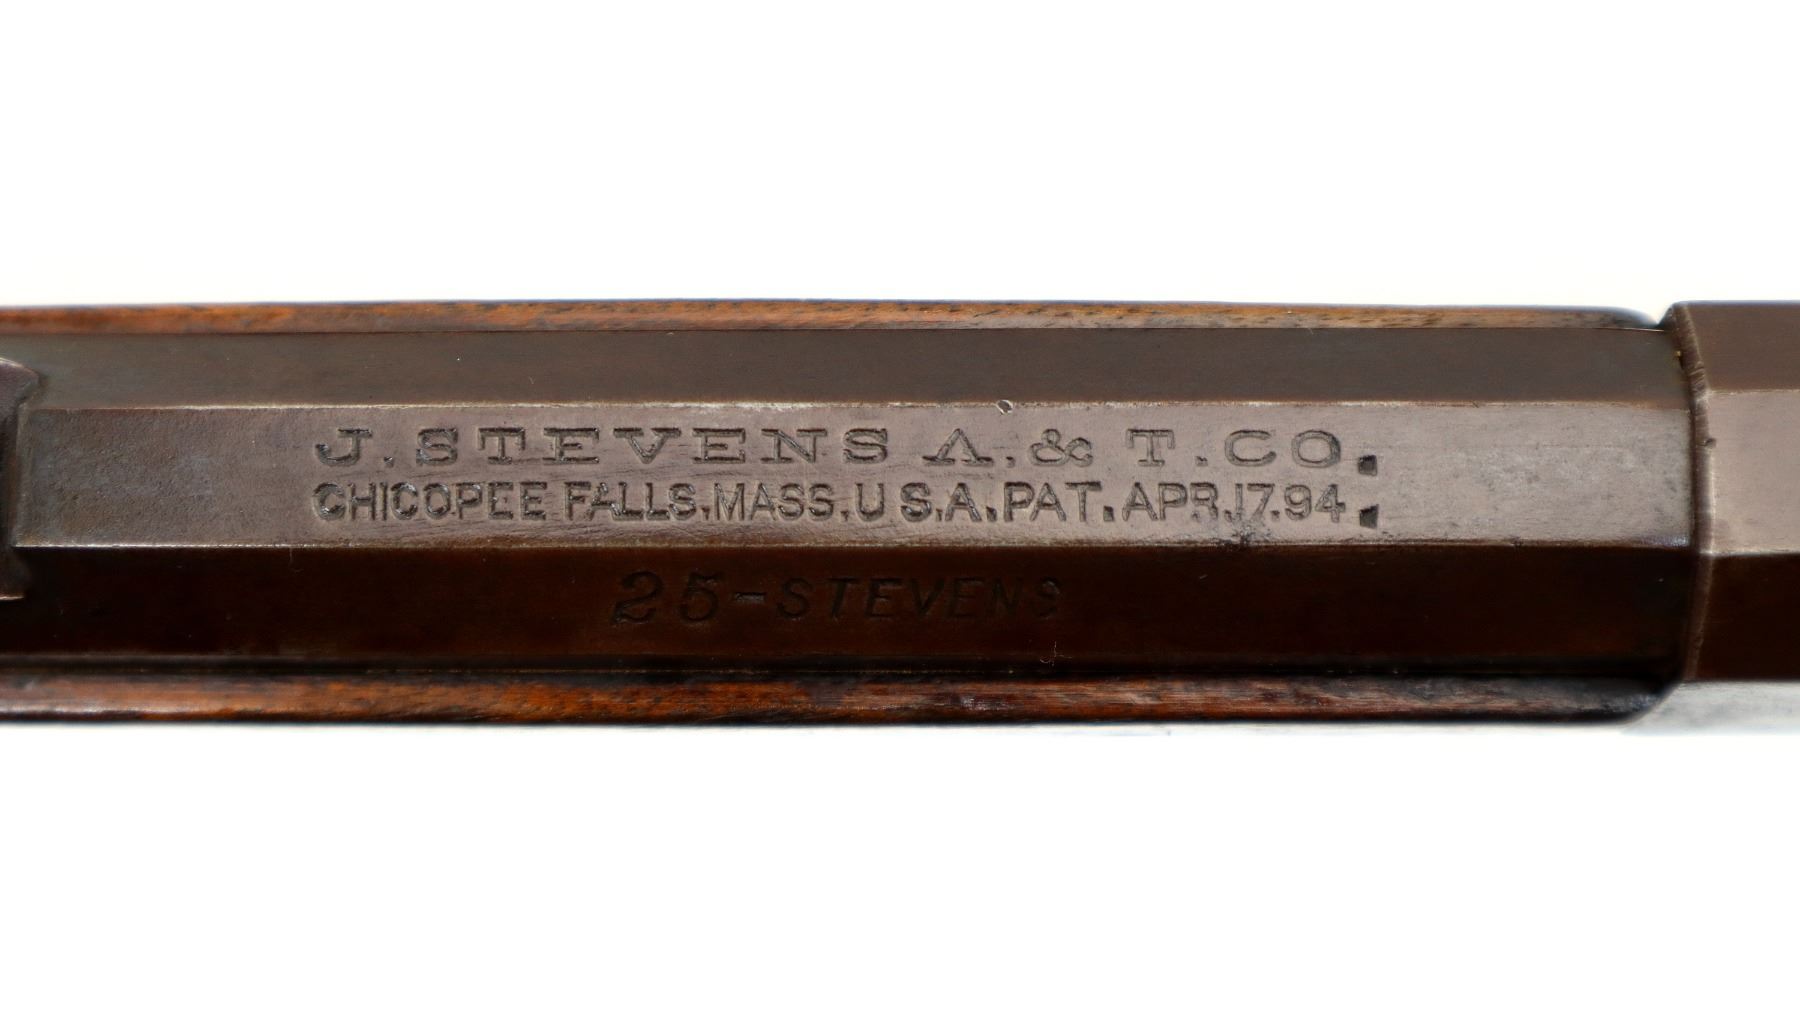 J. STEVENS A. & T. CO.
CHICOPEE FALLS. MASS. U S. A. PAT. APR. 17. 94.
25-STEVENS